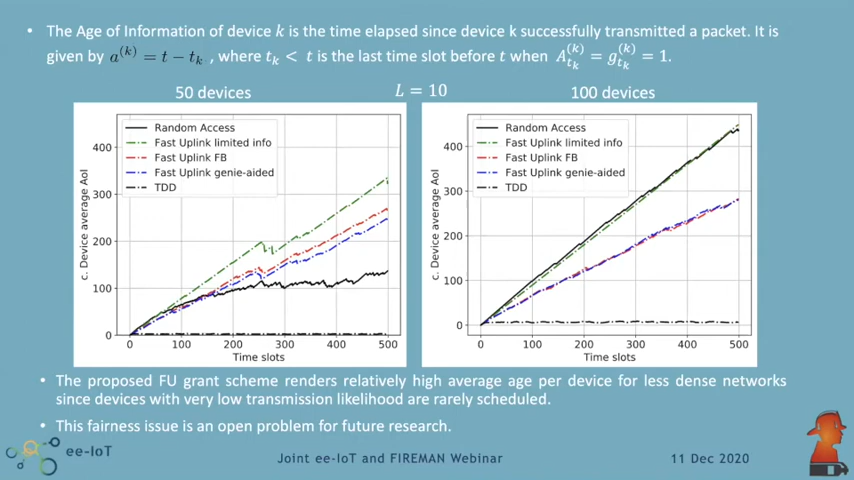 • The Age of Information of device k is the time elapsed since device k successfully transmitted a packet. It is
given by a^(k) = t − t_k , where t_k < t is the last time slot before t when A_{t_k}^(k) = g_{t_k}^(k) = 1.
50 devices
L = 10
100 devices
Random Access
Fast Uplink limited info
Fast Uplink FB
Fast Uplink genie-aided
TDD
c. Device average AoI
400
300
200
100
0
0 100 200 300 400 500
Time slots
Random Access
Fast Uplink limited info
Fast Uplink FB
Fast Uplink genie-aided
TDD
c. Device average AoI
400
300
200
100
0
0 100 200 300 400 500
Time slots
• The proposed FU grant scheme renders relatively high average age per device for less dense networks
since devices with very low transmission likelihood are rarely scheduled.
• This fairness issue is an open problem for future research.
ee-IoT
Joint ee-IoT and FIREMAN Webinar
11 Dec 2020